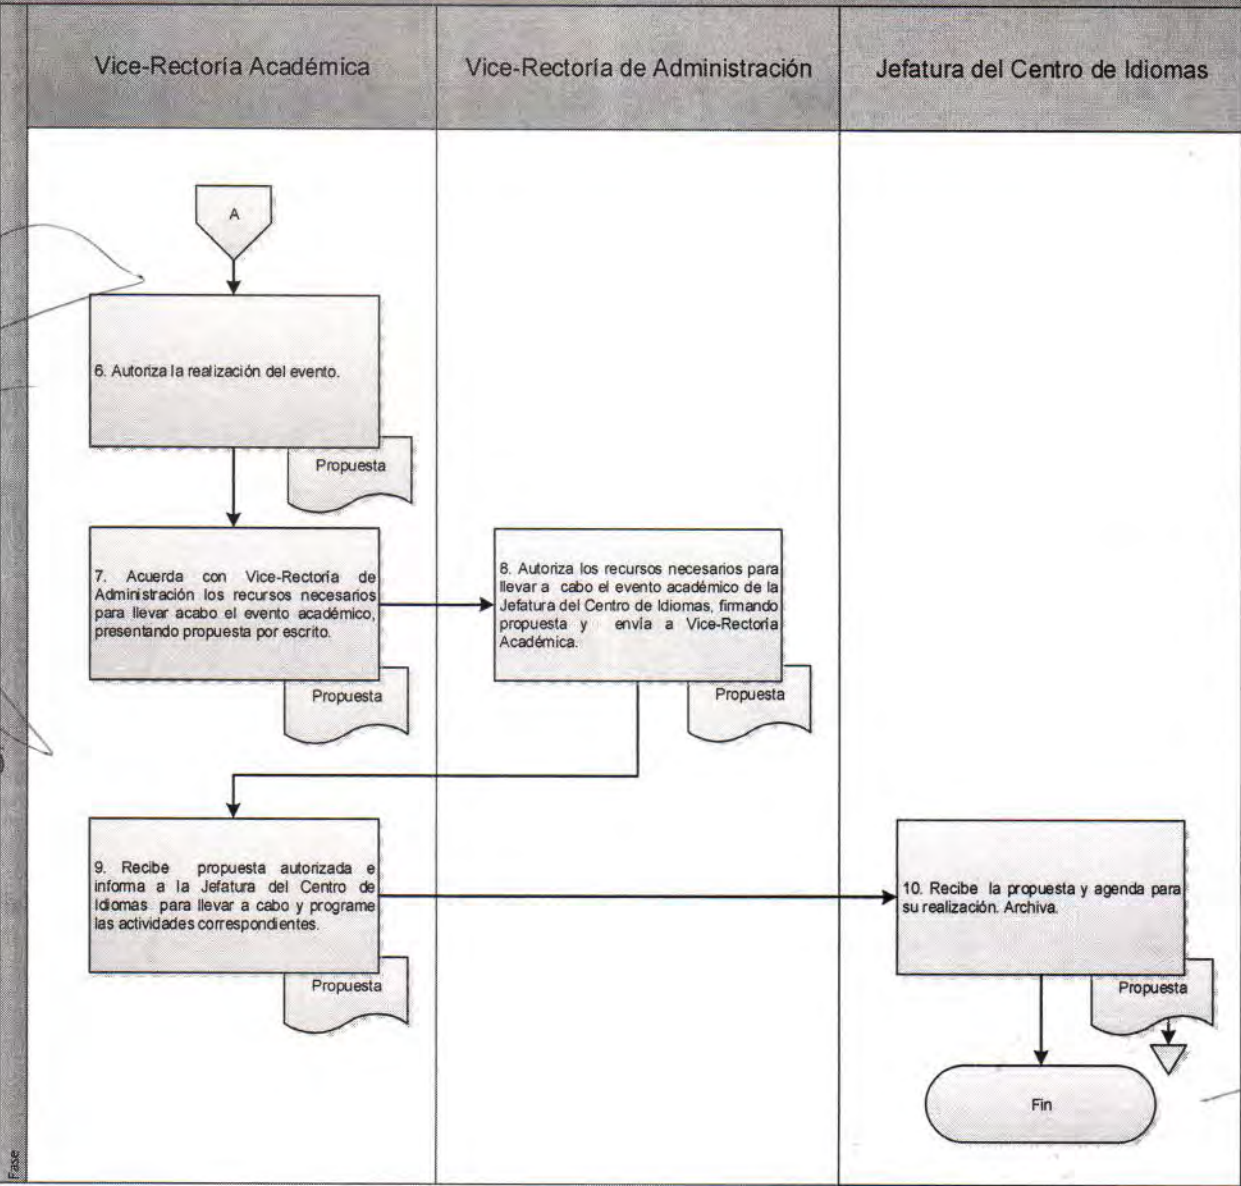 Vice-Rectoría Académica
Vice-Rectoría de Administración
Jefatura del Centro de Idiomas
A
6. Autoriza la realización del evento.
Propuesta
7. Acuerda con Vice-Rectoría de
Administración los recursos necesarios
para llevar acabo el evento académico,
presentando propuesta por escrito.
Propuesta
8. Autoriza los recursos necesarios para
llevar a cabo el evento académico de la
Jefatura del Centro de Idiomas, firmando
propuesta y envía a Vice-Rectoría
Académica.
Propuesta
9. Recibe propuesta autorizada e
informa a la Jefatura del Centro de
Idiomas para llevar a cabo y programe
las actividades correspondientes.
Propuesta
10. Recibe la propuesta y agenda para
su realización. Archiva.
Propuesta
Fin
Fase